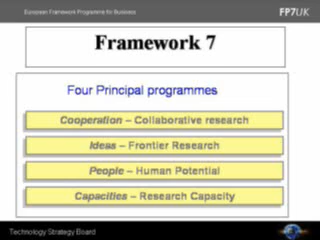 European Framework Programme for Business
FP7UK
Framework 7
Four Principal programmes
Cooperation – Collaborative research
Ideas – Frontier Research
People – Human Potential
Capacities – Research Capacity
Technology Strategy Board